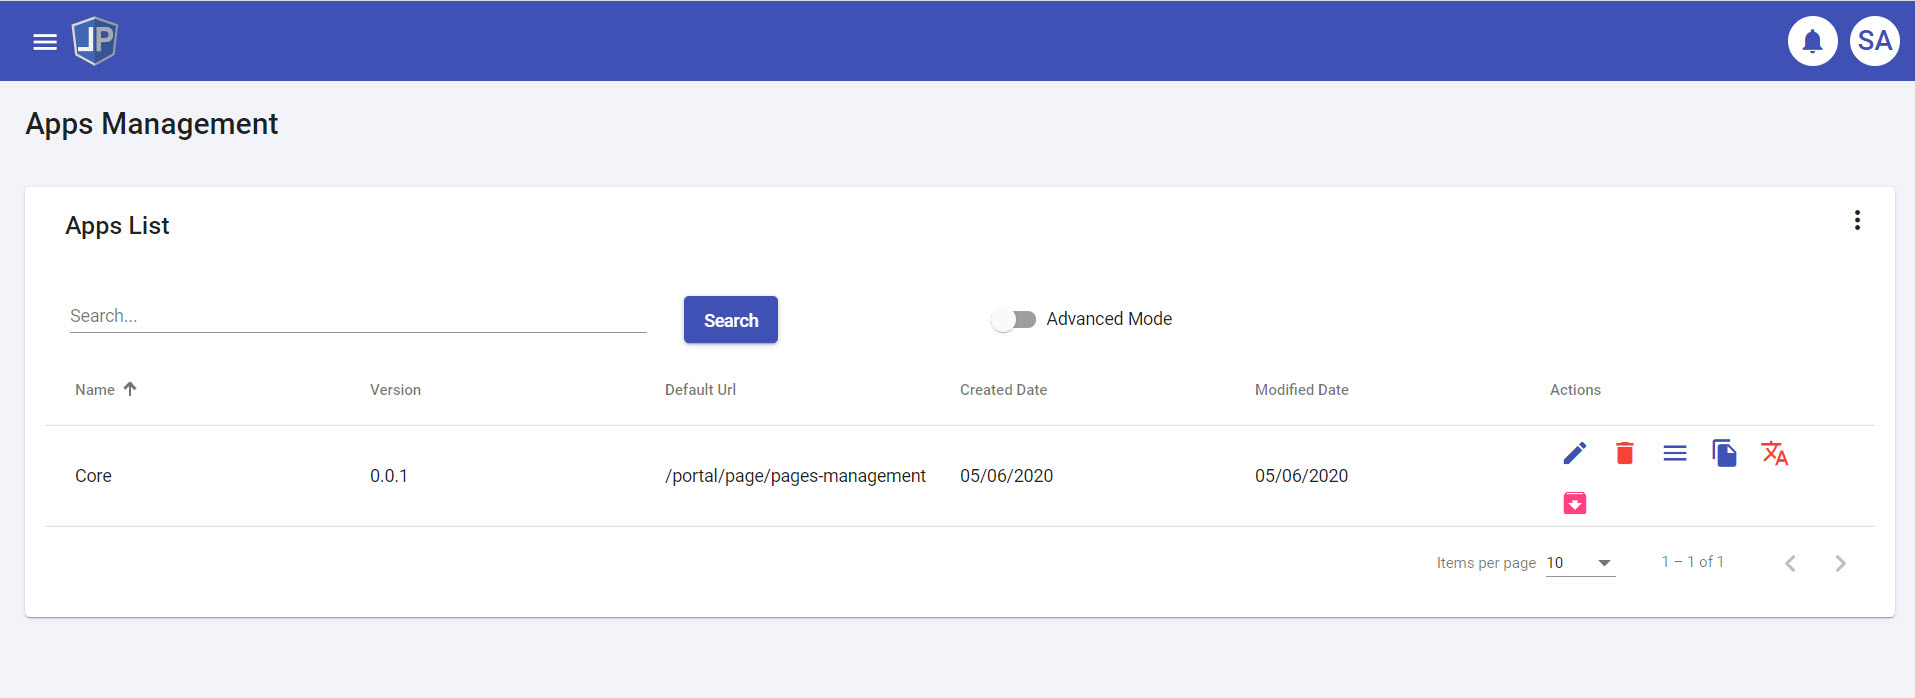 JP
SA
Apps Management
Apps List
Search...
Search
Advanced Mode
Name Version Default Url Created Date Modified Date Actions
Core 0.0.1 /portal/page/pages-management 05/06/2020 05/06/2020
Items per page 10 1 – 1 of 1